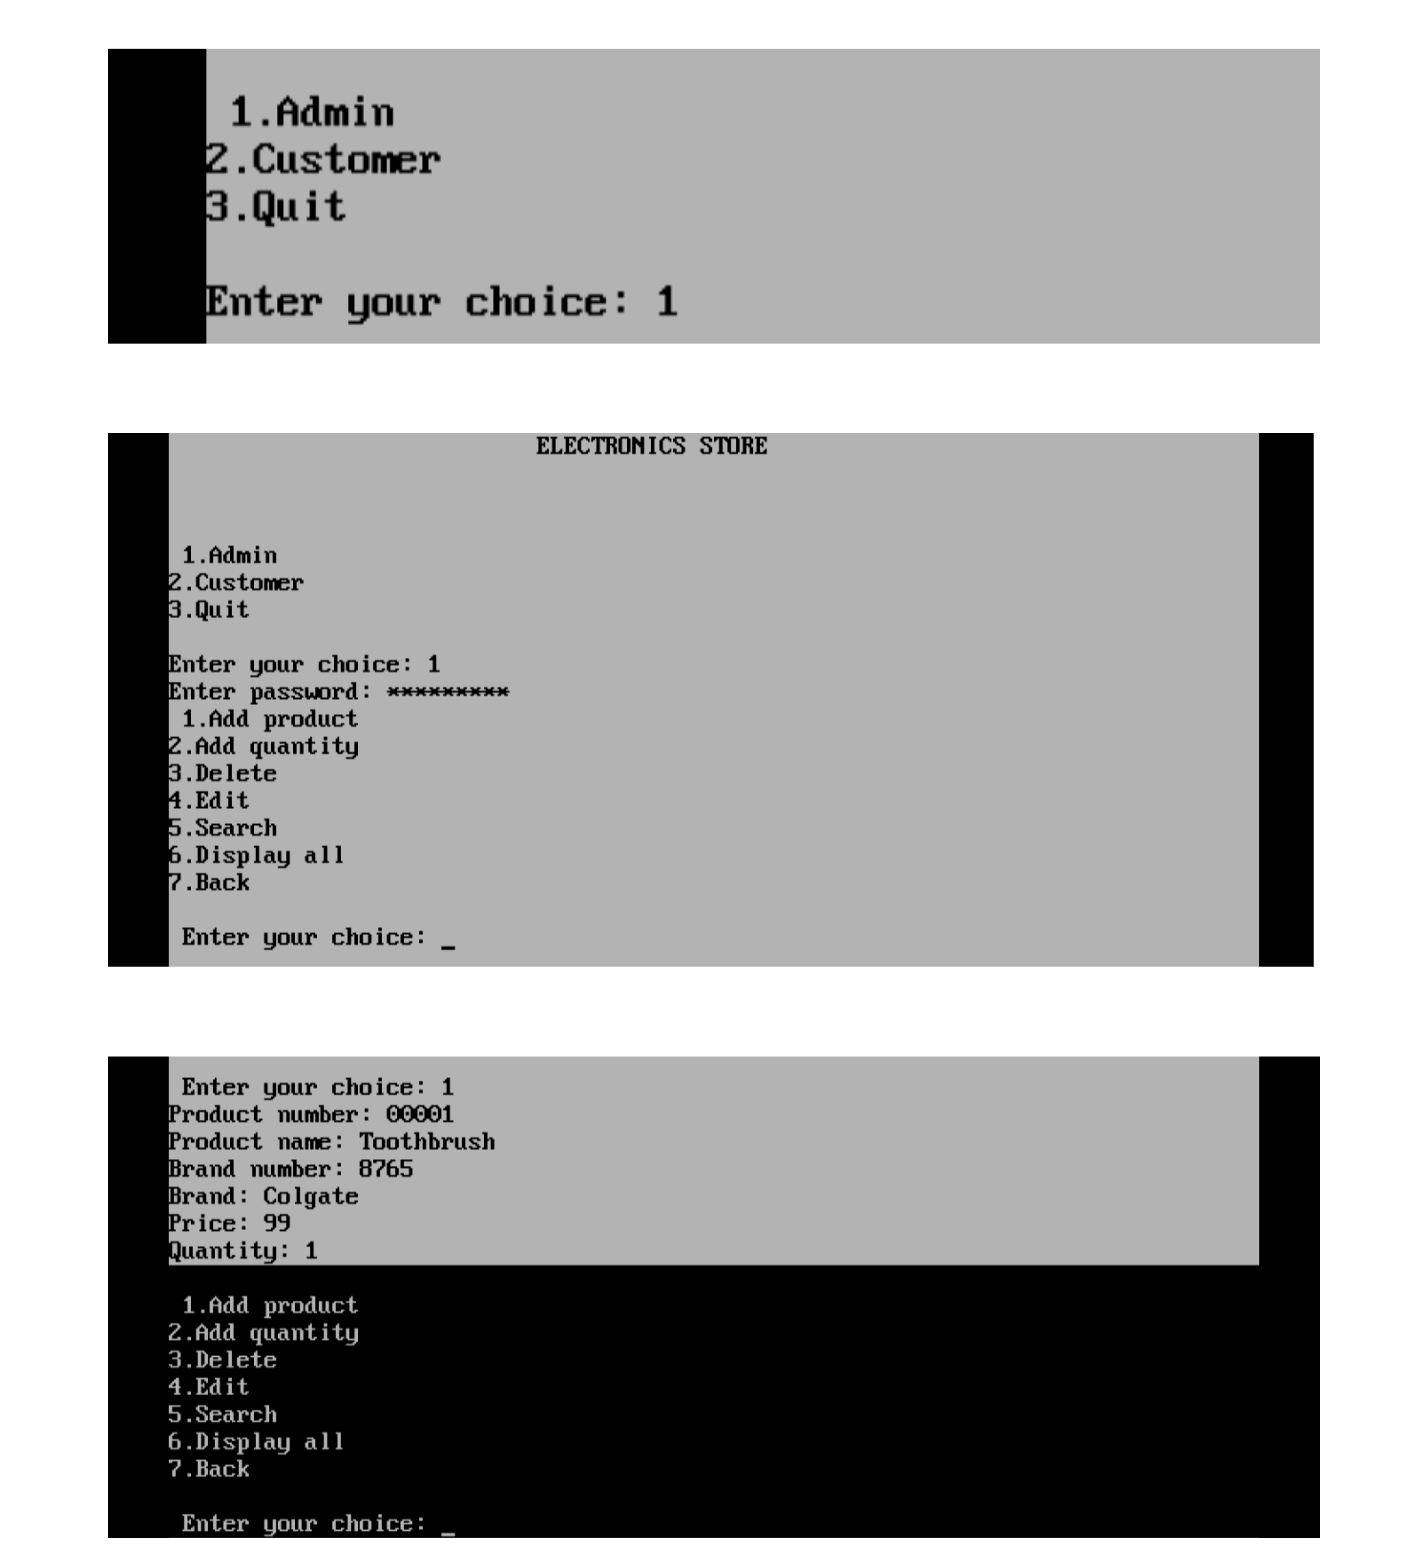 1.Admin
2.Customer
3.Quit
Enter your choice: 1
ELECTRONICS STORE
1.Admin
2.Customer
3.Quit
Enter your choice: 1
Enter password: *********
1.Add product
2.Add quantity
3.Delete
4.Edit
5.Search
6.Display all
7.Back
Enter your choice: _
Enter your choice: 1
Product number: 00001
Product name: Toothbrush
Brand number: 8765
Brand: Colgate
Price: 99
Quantity: 1
1.Add product
2.Add quantity
3.Delete
4.Edit
5.Search
6.Display all
7.Back
Enter your choice: _